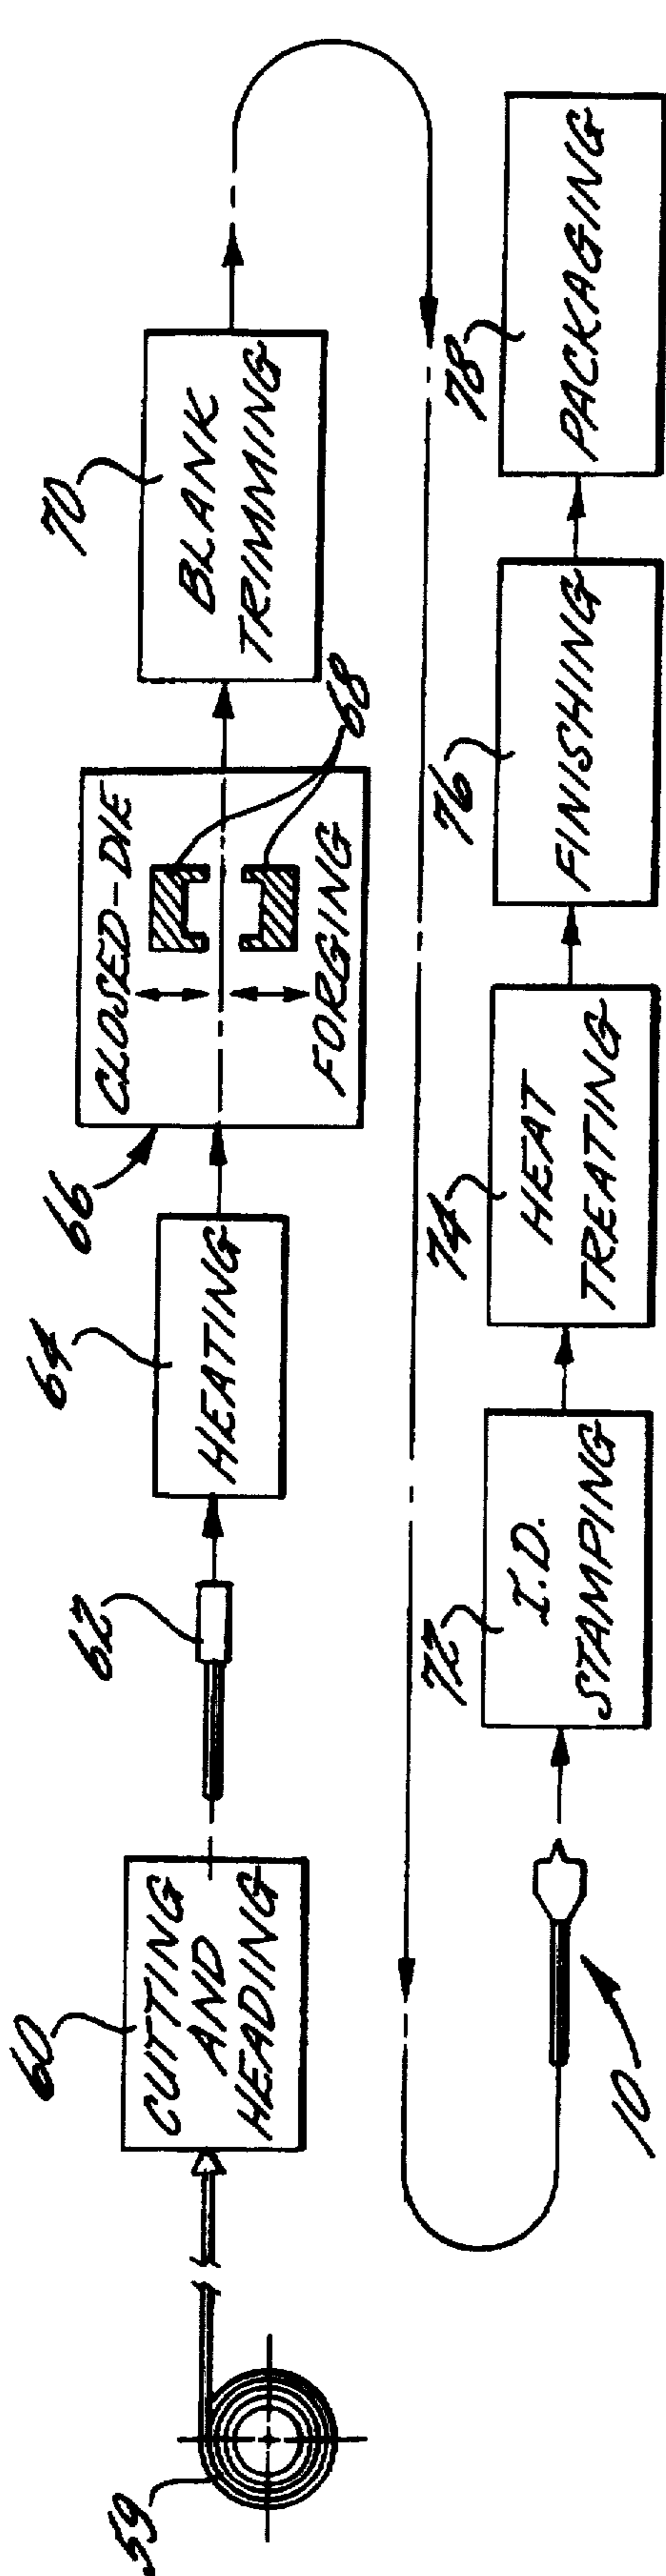 59
60
CUTTING
AND
HEADING
62
64
HEATING
66
CLOSED-DIE
FORGING
68
70
BLANK
TRIMMING
10
72
I.D.
STAMPING
74
HEAT
TREATING
76
FINISHING
78
PACKAGING